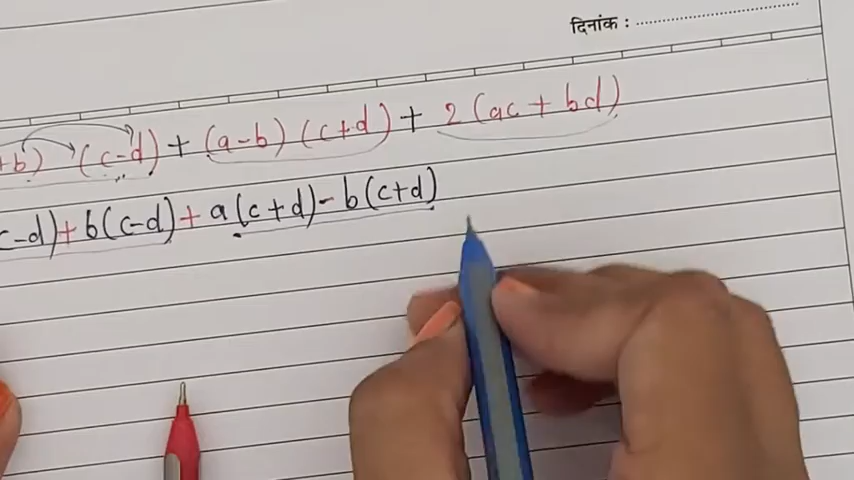 दिनांक :
+b) (c-d) + (a-b) (c+d) + 2 (ac + bd)
c-d) + b(c-d) + a(c+d) - b(c+d)